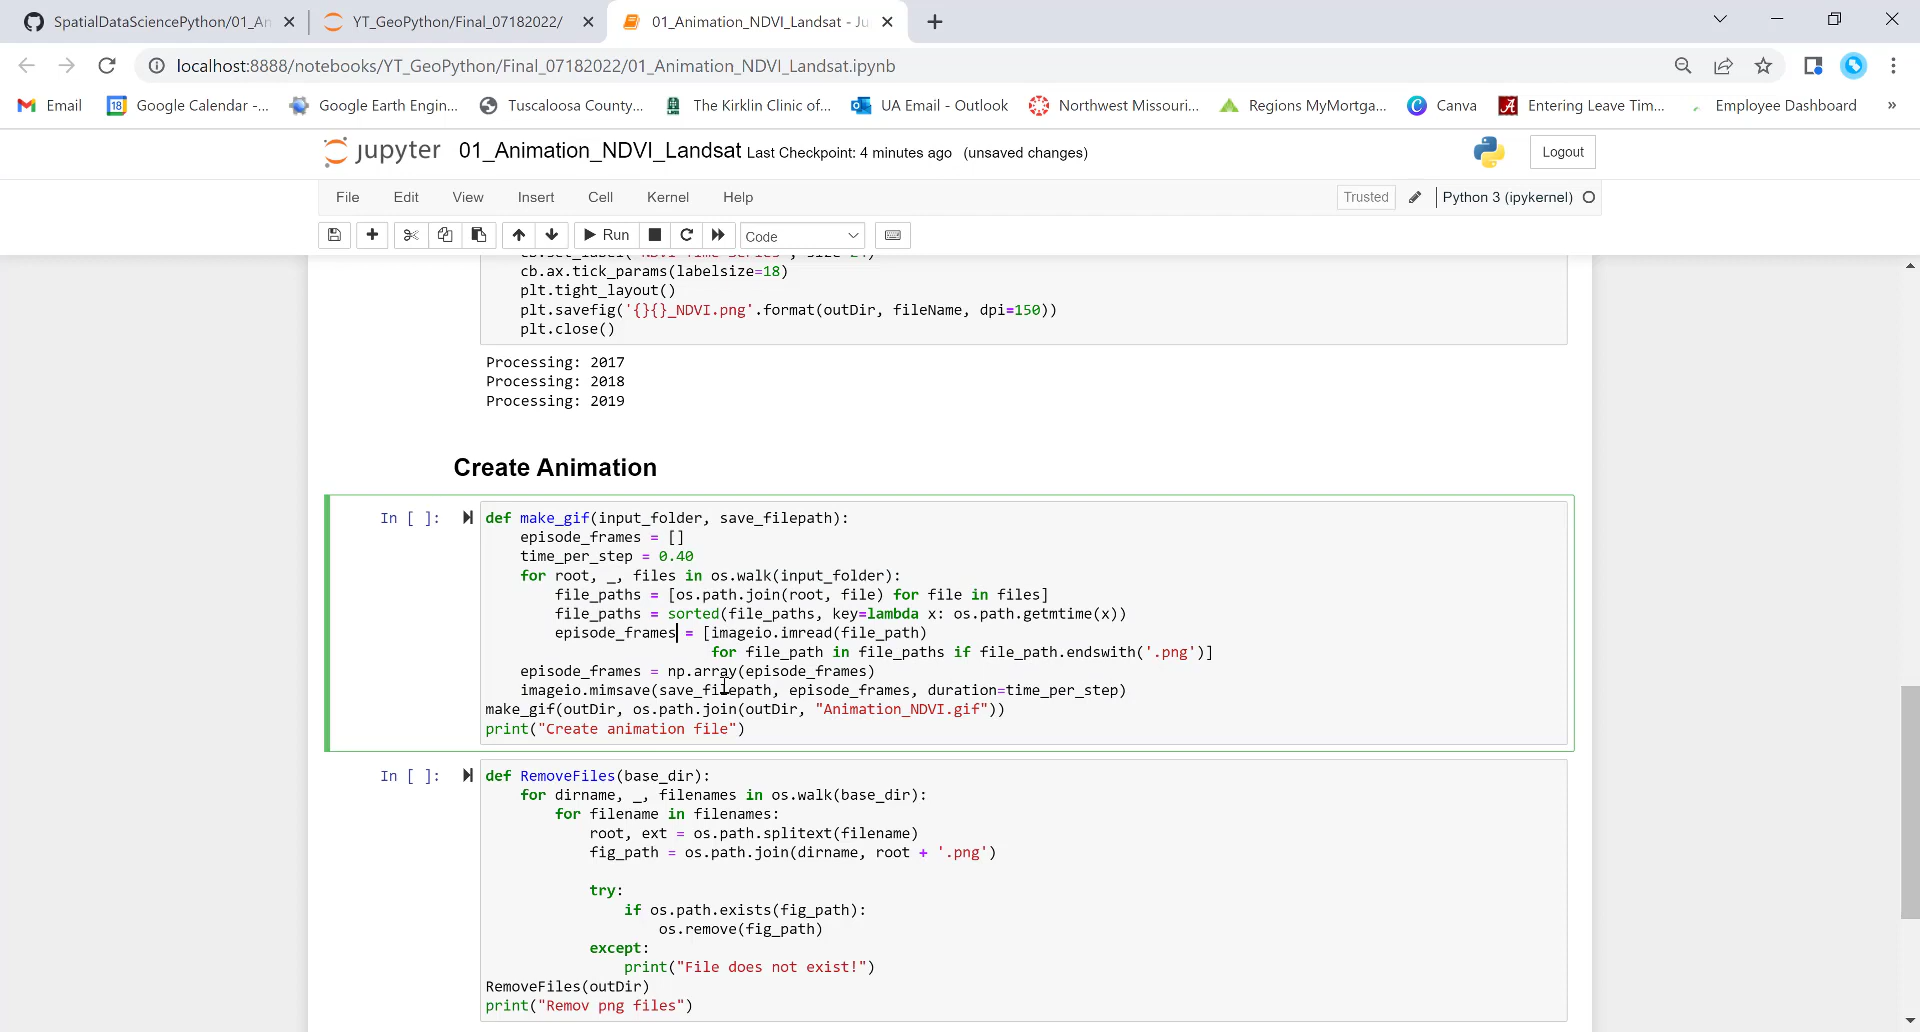 SpatialDataSciencePython/01_An
YT_GeoPython/Final_07182022/
01_Animation_NDVI_Landsat - Ju
localhost:8888/notebooks/YT_GeoPython/Final_07182022/01_Animation_NDVI_Landsat.ipynb
Email
18
Google Calendar -...
Google Earth Engin...
Tuscaloosa County...
The Kirklin Clinic of...
UA Email - Outlook
Northwest Missouri...
Regions MyMortga...
Canva
Entering Leave Tim...
Employee Dashboard
»
jupyter 01_Animation_NDVI_Landsat Last Checkpoint: 4 minutes ago (unsaved changes)
Logout
File Edit View Insert Cell Kernel Help
Trusted
Python 3 (ipykernel)
Run
Code
cb.set_label('NDVI Time Series', size=24)
cb.ax.tick_params(labelsize=18)
plt.tight_layout()
plt.savefig('{}{}_NDVI.png'.format(outDir, fileName, dpi=150))
plt.close()
Processing: 2017
Processing: 2018
Processing: 2019
Create Animation
In [ ]:
def make_gif(input_folder, save_filepath):
episode_frames = []
time_per_step = 0.40
for root, _, files in os.walk(input_folder):
file_paths = [os.path.join(root, file) for file in files]
file_paths = sorted(file_paths, key=lambda x: os.path.getmtime(x))
episode_frames = [imageio.imread(file_path)
for file_path in file_paths if file_path.endswith('.png')]
episode_frames = np.array(episode_frames)
imageio.mimsave(save_filepath, episode_frames, duration=time_per_step)
make_gif(outDir, os.path.join(outDir, "Animation_NDVI.gif"))
print("Create animation file")
In [ ]:
def RemoveFiles(base_dir):
for dirname, _, filenames in os.walk(base_dir):
for filename in filenames:
root, ext = os.path.splitext(filename)
fig_path = os.path.join(dirname, root + '.png')
try:
if os.path.exists(fig_path):
os.remove(fig_path)
except:
print("File does not exist!")
RemoveFiles(outDir)
print("Remov png files")